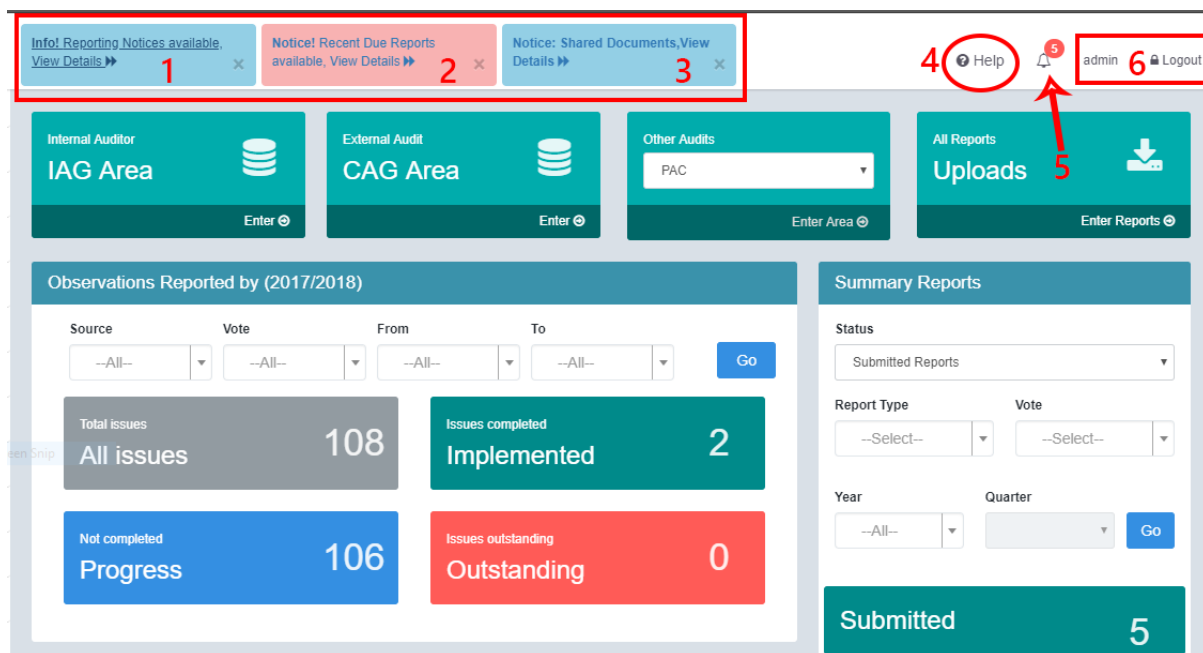 Info! Reporting Notices available,
View Details
1
Notice! Recent Due Reports
available, View Details
2
Notice: Shared Documents,View
Details
3
4
Help
5
admin
6
Logout
5
Internal Auditor
IAG Area
Enter
External Audit
CAG Area
Enter
Other Audits
PAC
Enter Area
All Reports
Uploads
Enter Reports
Observations Reported by (2017/2018)
Source Vote From To
--All-- --All-- --All-- --All-- Go
Total issues
All issues 108
Issues completed
Implemented 2
Not completed
Progress 106
Issues outstanding
Outstanding 0
Summary Reports
Status
Submitted Reports
Report Type Vote
--Select-- --Select--
Year Quarter
--All-- Go
Submitted 5
een Snip